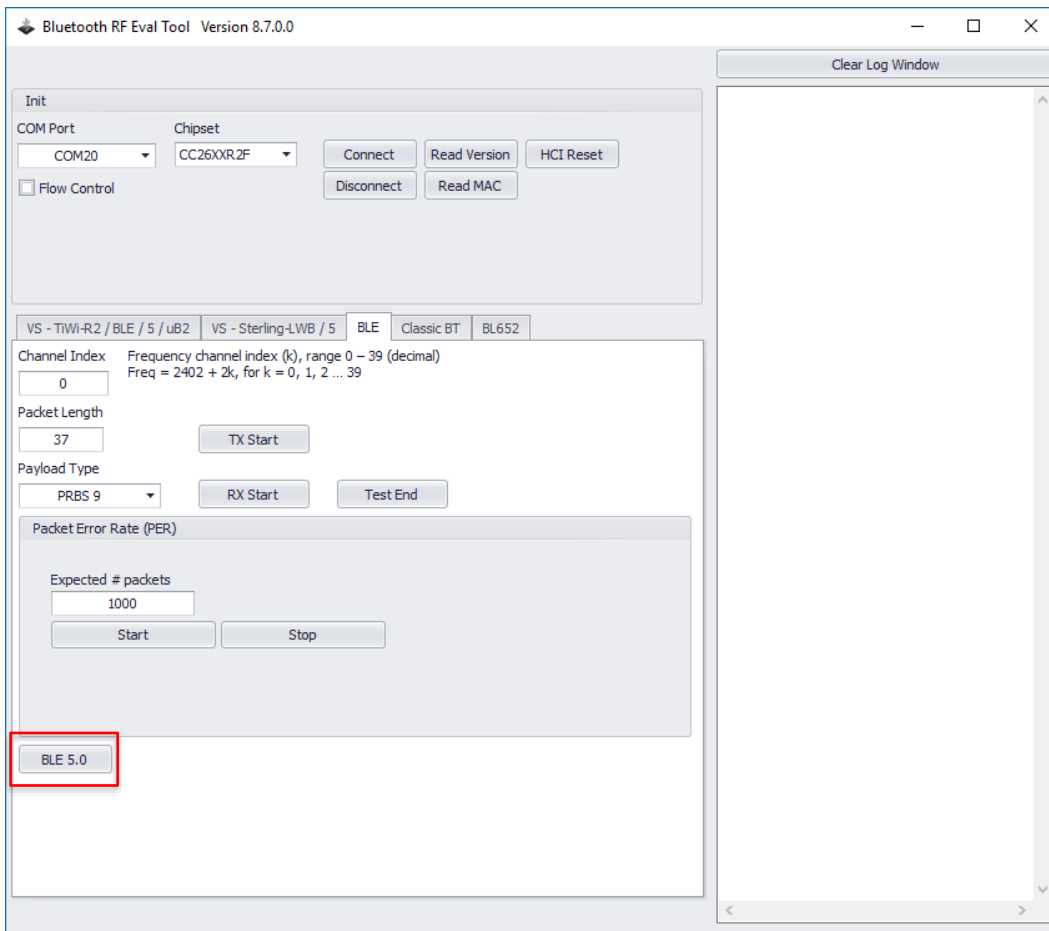 Bluetooth RF Eval Tool Version 8.7.0.0
Clear Log Window
Init
COM Port Chipset
COM20 CC26XXR2F Connect Read Version HCI Reset
Flow Control Disconnect Read MAC
VS - TiWi-R2 / BLE / 5 / uB2 VS - Sterling-LWB / 5 BLE Classic BT BL652
Channel Index Frequency channel index (k), range 0 – 39 (decimal)
0 Freq = 2402 + 2k, for k = 0, 1, 2 ... 39
Packet Length
37 TX Start
Payload Type
PRBS 9 RX Start Test End
Packet Error Rate (PER)
Expected # packets
1000
Start Stop
BLE 5.0